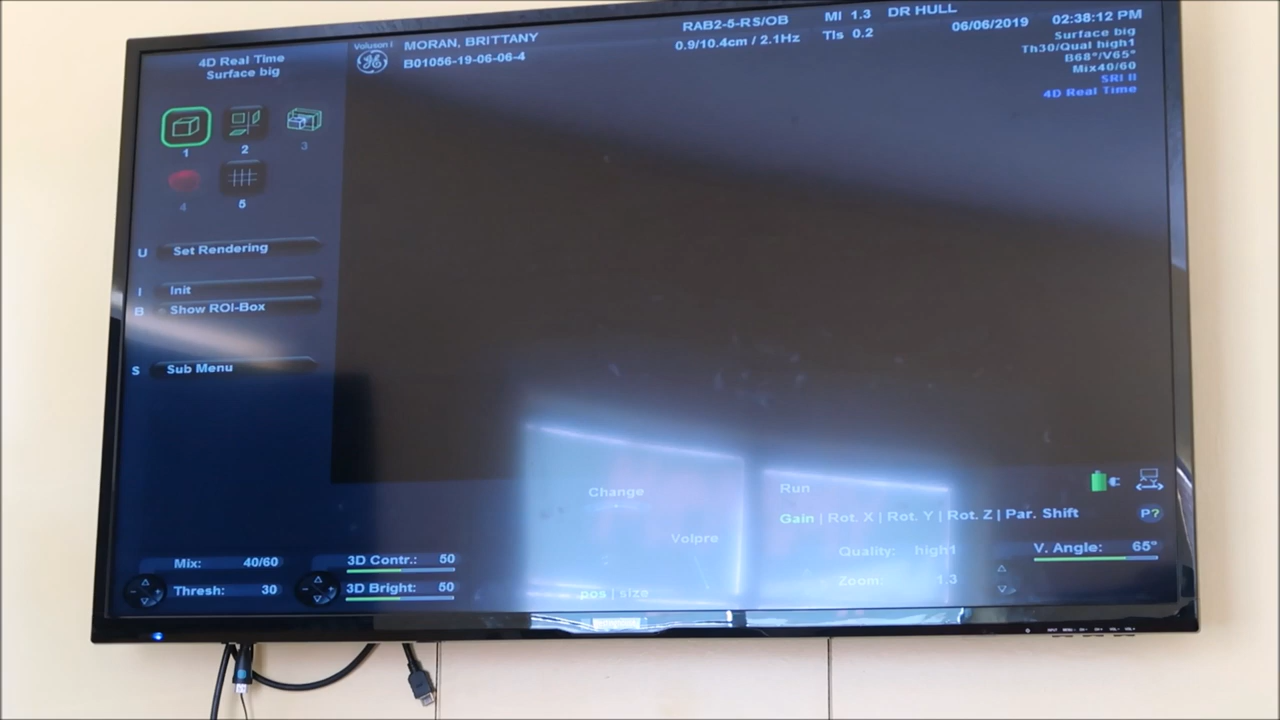 4D Real Time
Surface big
1
2
3
4
5
U Set Rendering
I Init
B Show ROI-Box
S Sub Menu
Voluson i
GE
MORAN, BRITTANY
B01056-19-06-06-4
RAB2-5-RS/OB
0.9/10.4cm / 2.1Hz
MI 1.3
TIs 0.2
DR HULL
06/06/2019 02:38:12 PM
Surface big
Th30/Qual high1
B68°/V65°
Mix40/60
SRI II
4D Real Time
Change
Volpre
pos | size
Run
Gain | Rot. X | Rot. Y | Rot. Z | Par. Shift
P?
Quality: high1
Zoom: 1.3
V. Angle: 65°
Mix: 40/60
Thresh: 30
3D Contr.: 50
3D Bright: 50